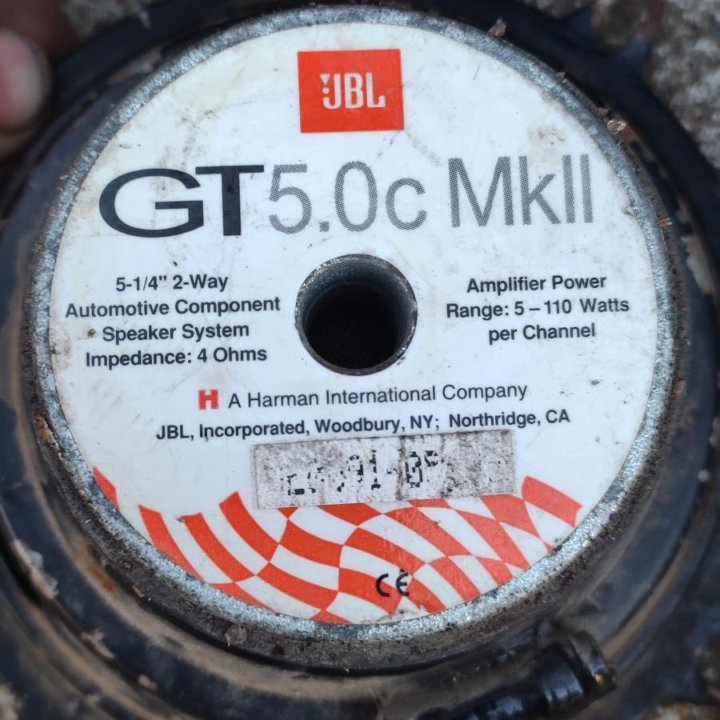 JBL
GT5.0c MkII
5-1/4" 2-Way
Automotive Component
Speaker System
Impedance: 4 Ohms
Amplifier Power
Range: 5 – 110 Watts
per Channel
H A Harman International Company
JBL, Incorporated, Woodbury, NY; Northridge, CA
CE